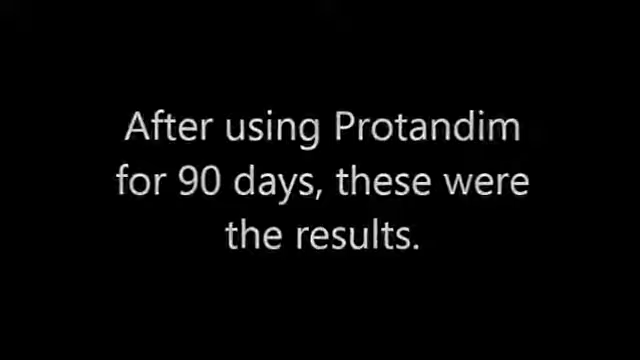 After using Protandim
for 90 days, these were
the results.